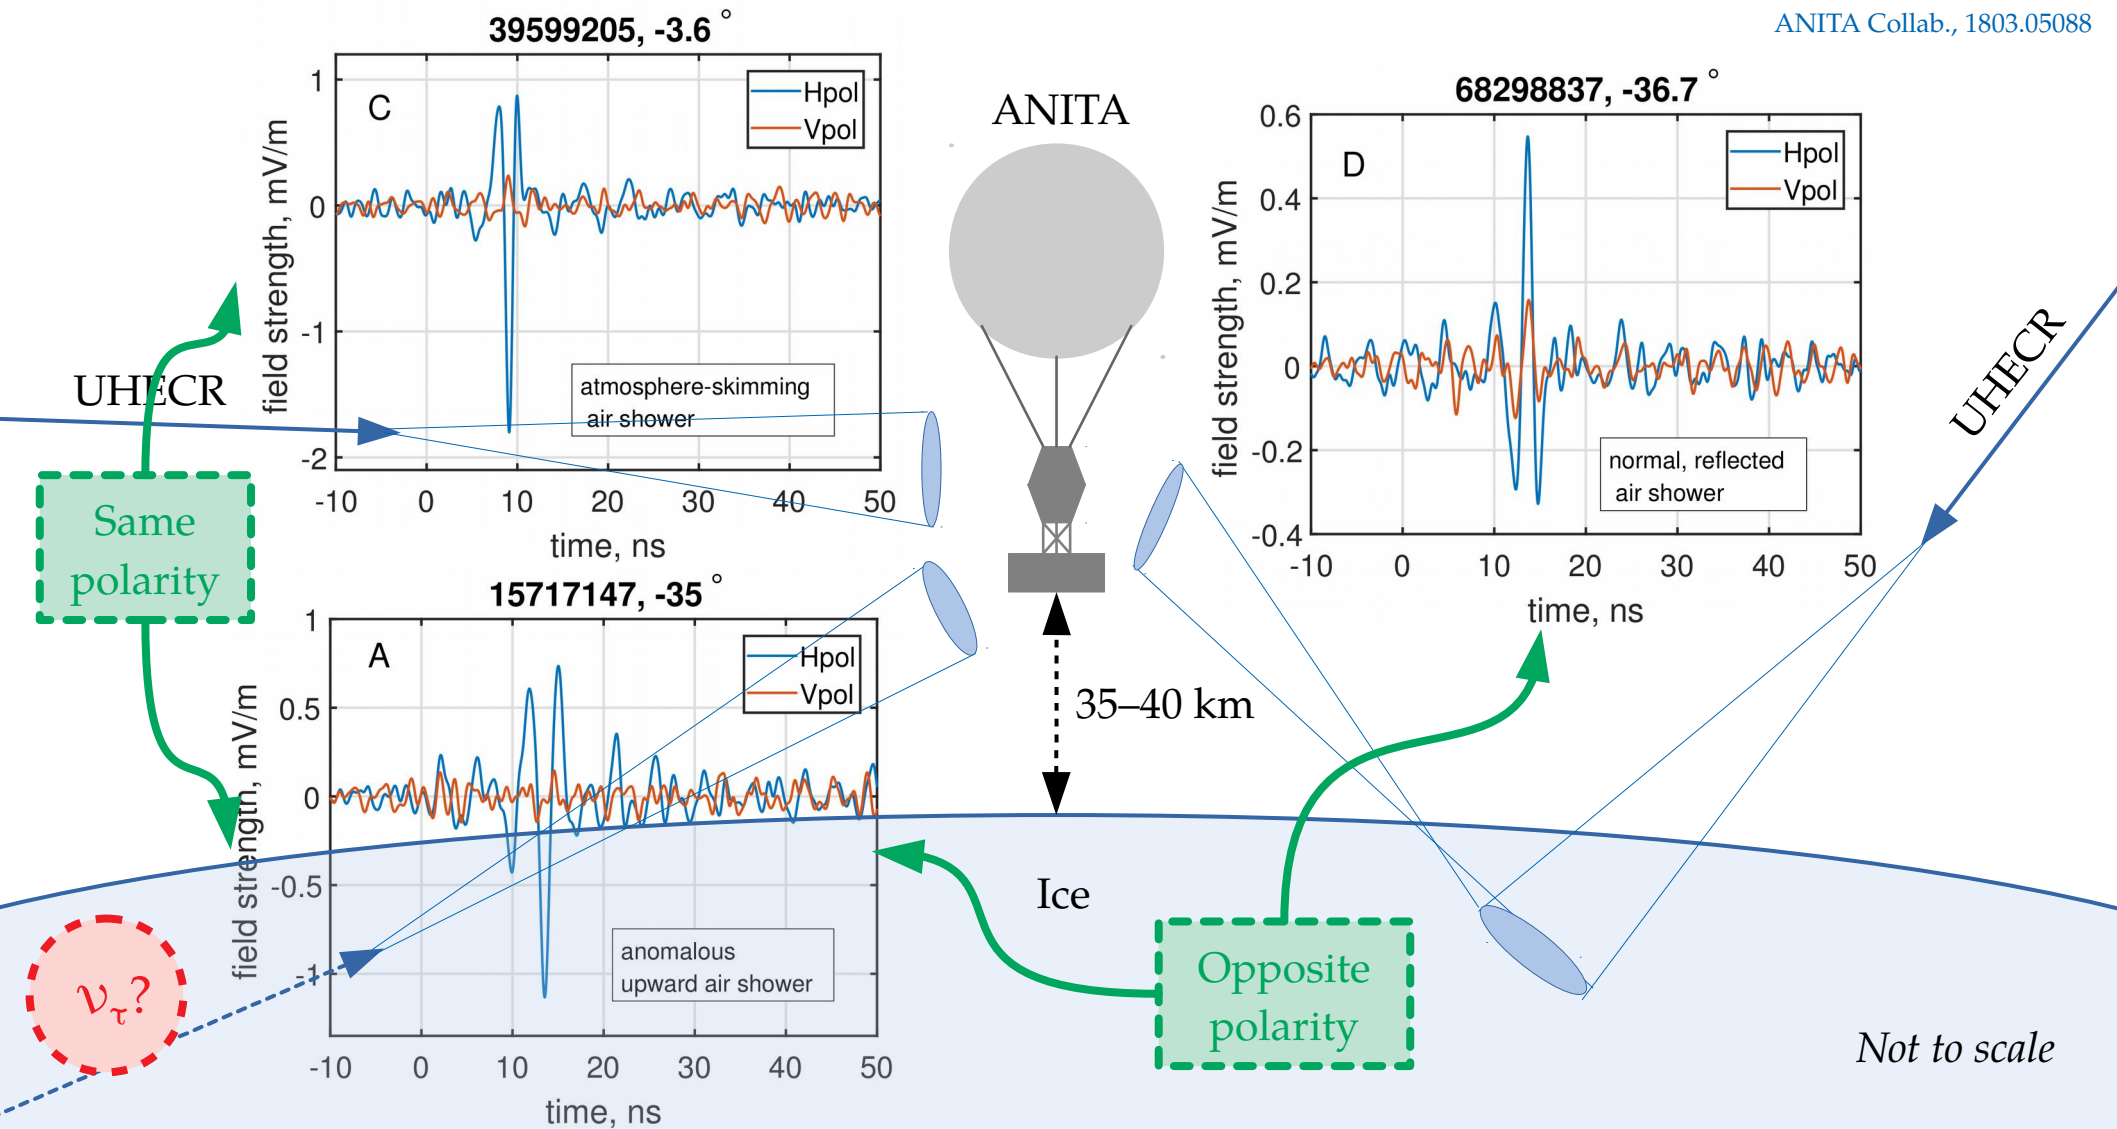 ANITA Collab., 1803.05088
39599205, -3.6 °
C
Hpol
Vpol
field strength, mV/m
1
0
-1
-2
atmosphere-skimming
air shower
-10 0 10 20 30 40 50
time, ns
ANITA
68298837, -36.7 °
D
Hpol
Vpol
field strength, mV/m
0.6
0.4
0.2
0
-0.2
-0.4
normal, reflected
air shower
-10 0 10 20 30 40 50
time, ns
UHECR
UHECR
Same
polarity
15717147, -35 °
A
Hpol
Vpol
field strength, mV/m
1
0.5
0
-0.5
-1
anomalous
upward air shower
-10 0 10 20 30 40 50
time, ns
35–40 km
Ice
ντ?
Opposite
polarity
Not to scale